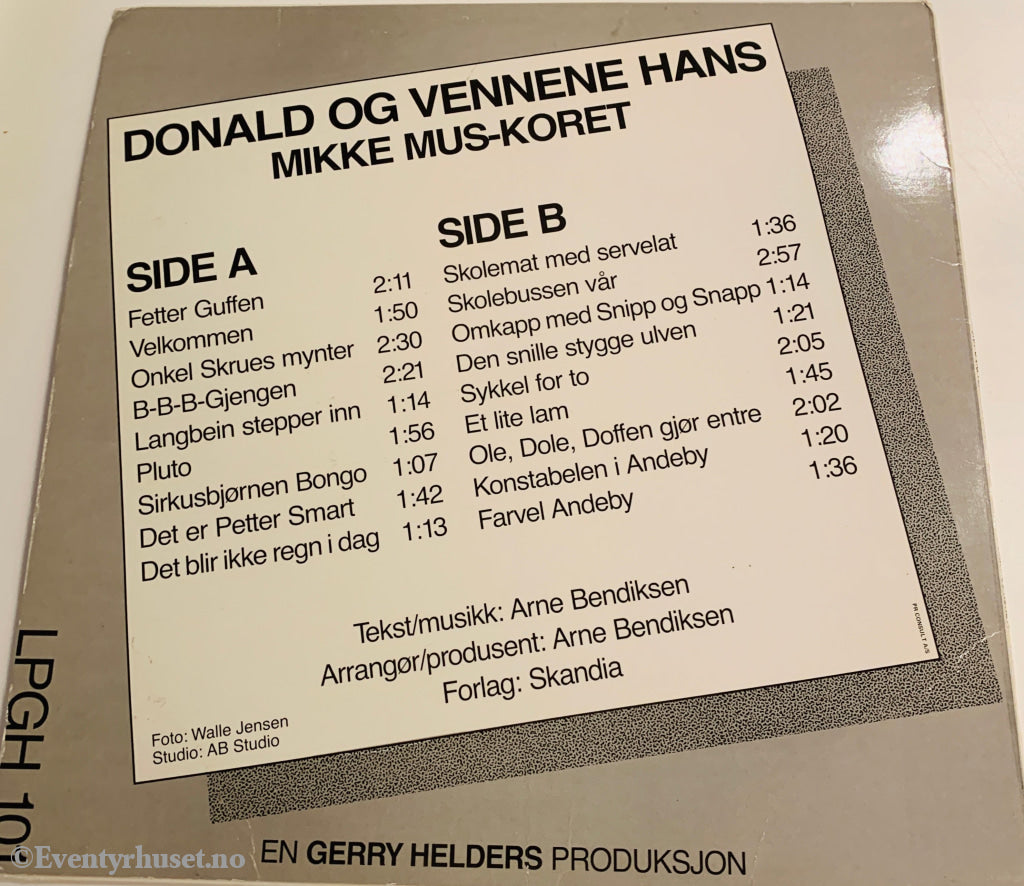 DONALD OG VENNENE HANS
MIKKE MUS-KORET
SIDE A
Fetter Guffen 2:11
Velkommen 1:50
Onkel Skrues mynter 2:30
B-B-B-Gjengen 2:21
Langbein stepper inn 1:14
Pluto 1:56
Sirkusbjørnen Bongo 1:07
Det er Petter Smart 1:42
Det blir ikke regn i dag 1:13
SIDE B
Skolemat med servelat 1:36
Skolebussen vår 2:57
Omkapp med Snipp og Snapp 1:14
Den snille stygge ulven 1:21
Sykkel for to 2:05
Et lite lam 1:45
Ole, Dole, Doffen gjør entre 2:02
Konstabelen i Andeby 1:20
Farvel Andeby 1:36
Tekst/musikk: Arne Bendiksen
Arrangør/produsent: Arne Bendiksen
Forlag: Skandia
Foto: Walle Jensen
Studio: AB Studio
PR CONSULT A/S
LPGH
EN GERRY HELDERS PRODUKSJON
©Eventyrhuset.no